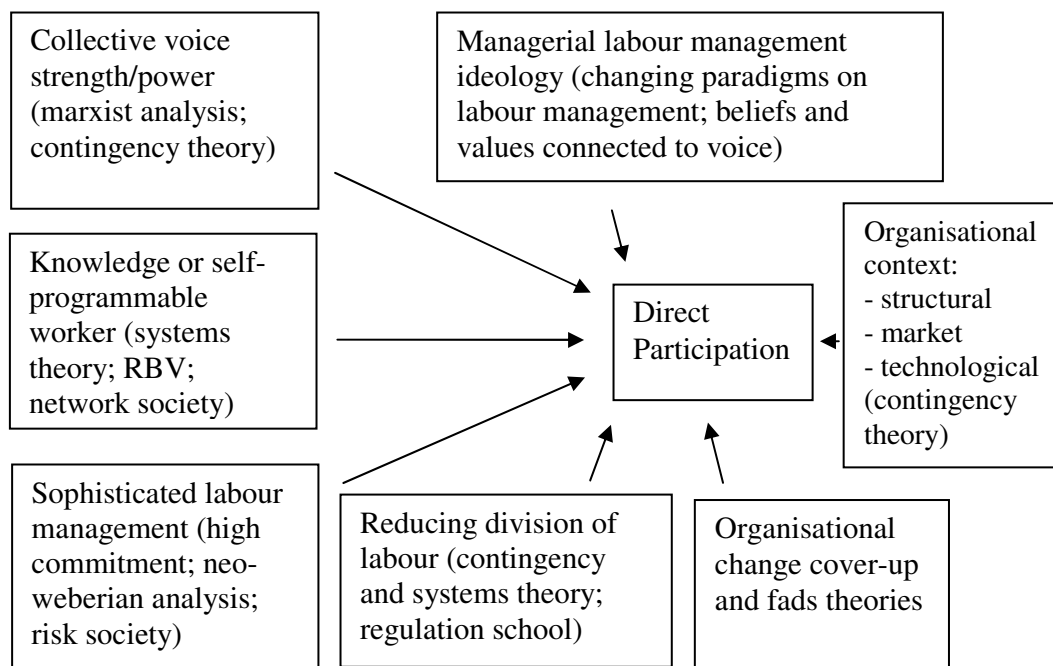 Collective voice
strength/power
(marxist analysis;
contingency theory)
Managerial labour management
ideology (changing paradigms on
labour management; beliefs and
values connected to voice)
Knowledge or self-
programmable
worker (systems
theory; RBV;
network society)
Direct
Participation
Organisational
context:
- structural
- market
- technological
(contingency
theory)
Sophisticated labour
management (high
commitment; neo-
weberian analysis;
risk society)
Reducing division of
labour (contingency
and systems theory;
regulation school)
Organisational
change cover-up
and fads theories